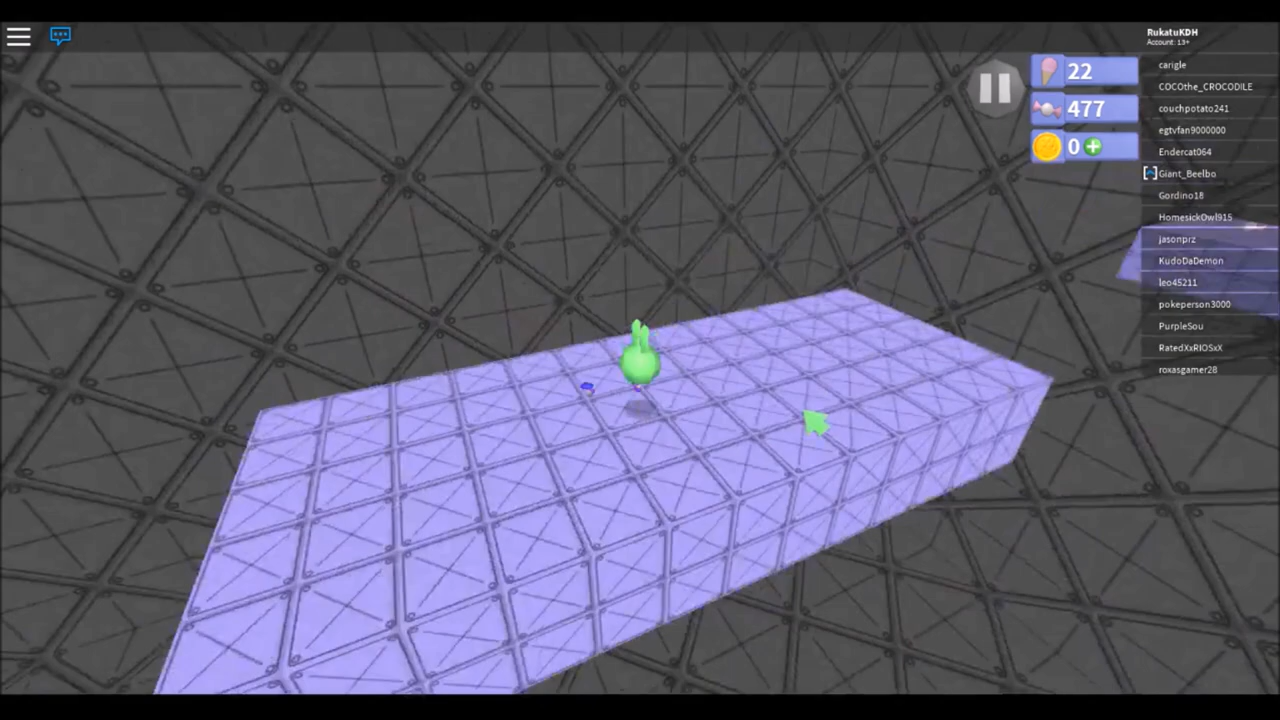 RukatuKDH
Account: 13+
22
477
0
carigle
COCOthe_CROCODILE
couchpotato241
egtvfan9000000
Endercat064
Giant_Beelbo
Gordino18
HomesickOwl915
jasonprz
KudoDaDemon
leo45211
pokeperson3000
PurpleSou
RatedXxRIOSxX
roxasgamer28